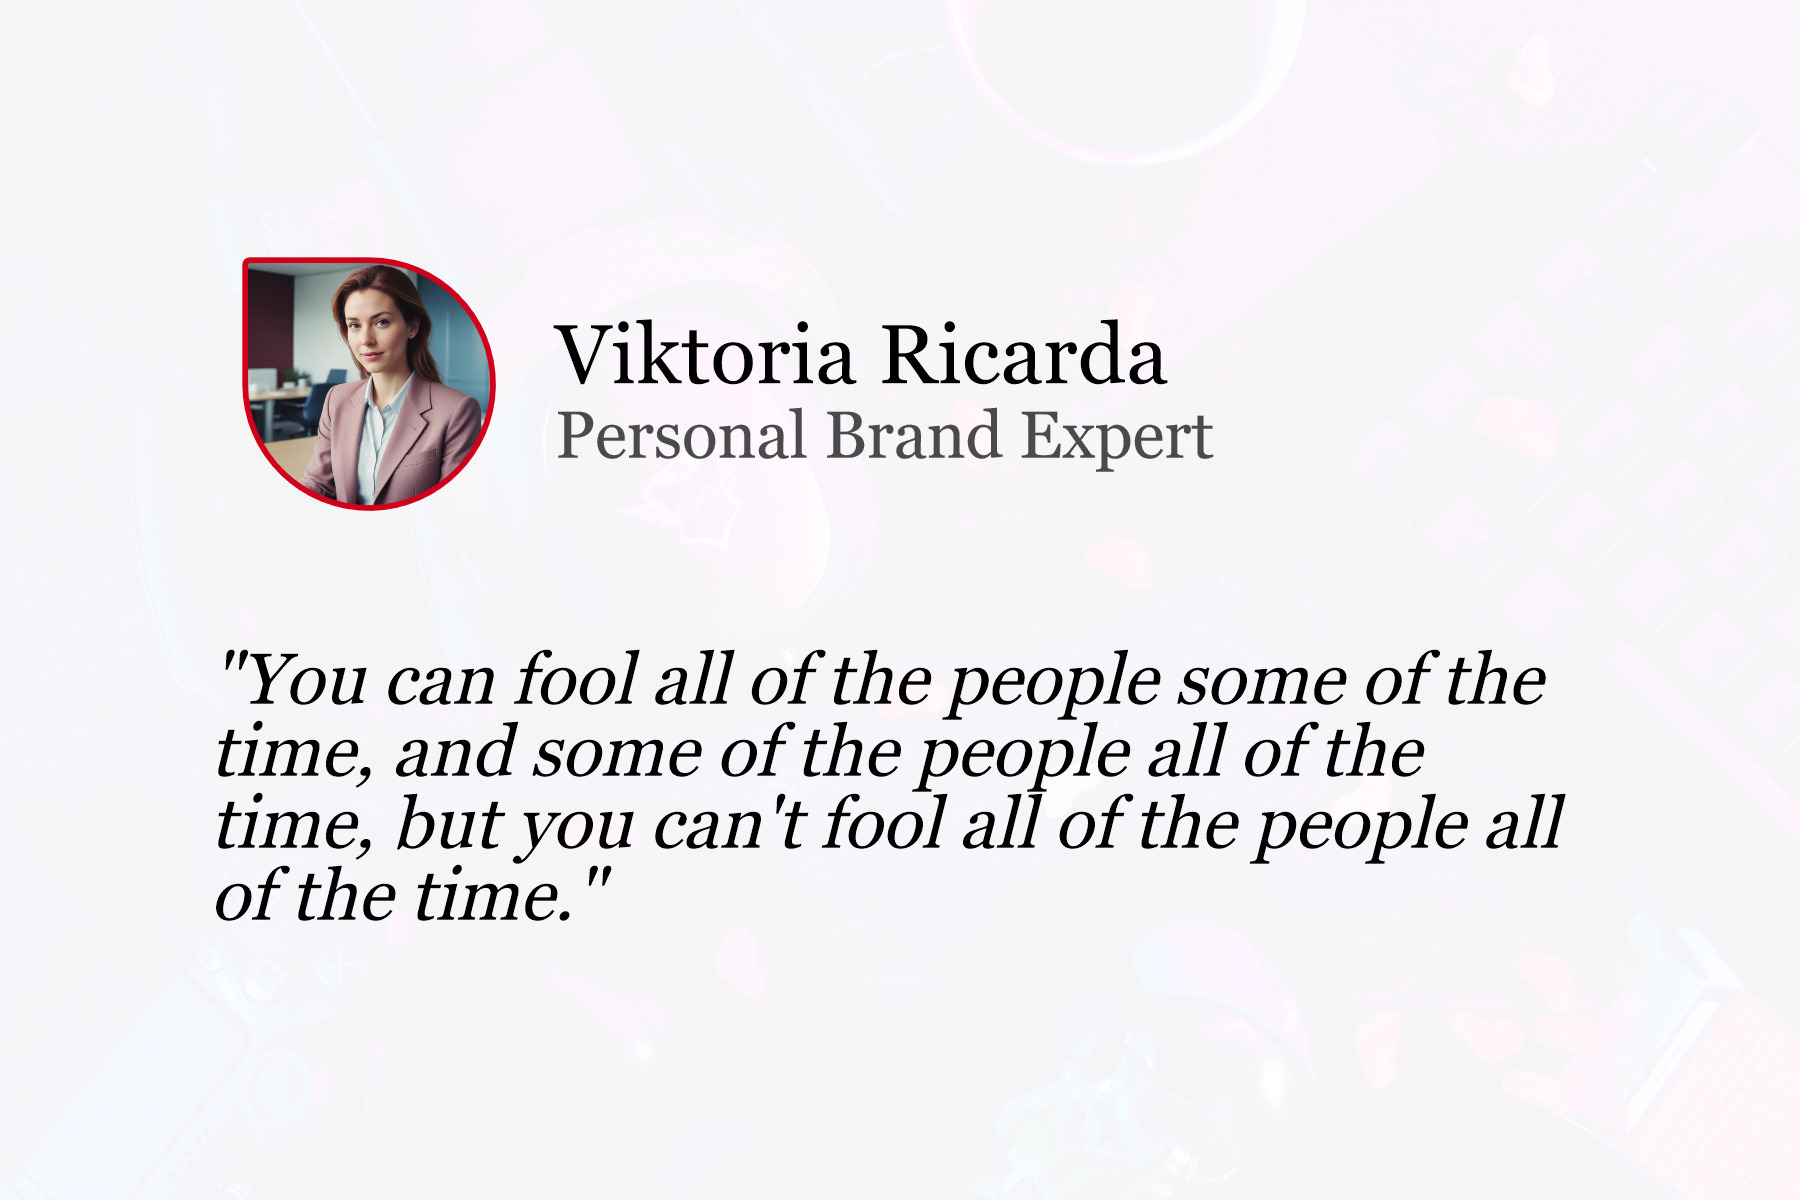 Viktoria Ricarda
Personal Brand Expert
"You can fool all of the people some of the
time, and some of the people all of the
time, but you can't fool all of the people all
of the time."